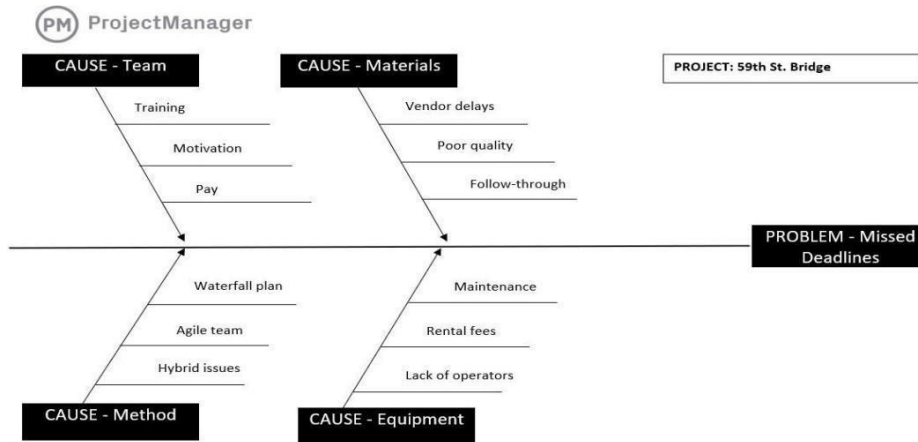 PM ProjectManager
CAUSE - Team
CAUSE - Materials
PROJECT: 59th St. Bridge
Training
Motivation
Pay
Vendor delays
Poor quality
Follow-through
PROBLEM - Missed
Deadlines
Waterfall plan
Agile team
Hybrid issues
Maintenance
Rental fees
Lack of operators
CAUSE - Method
CAUSE - Equipment